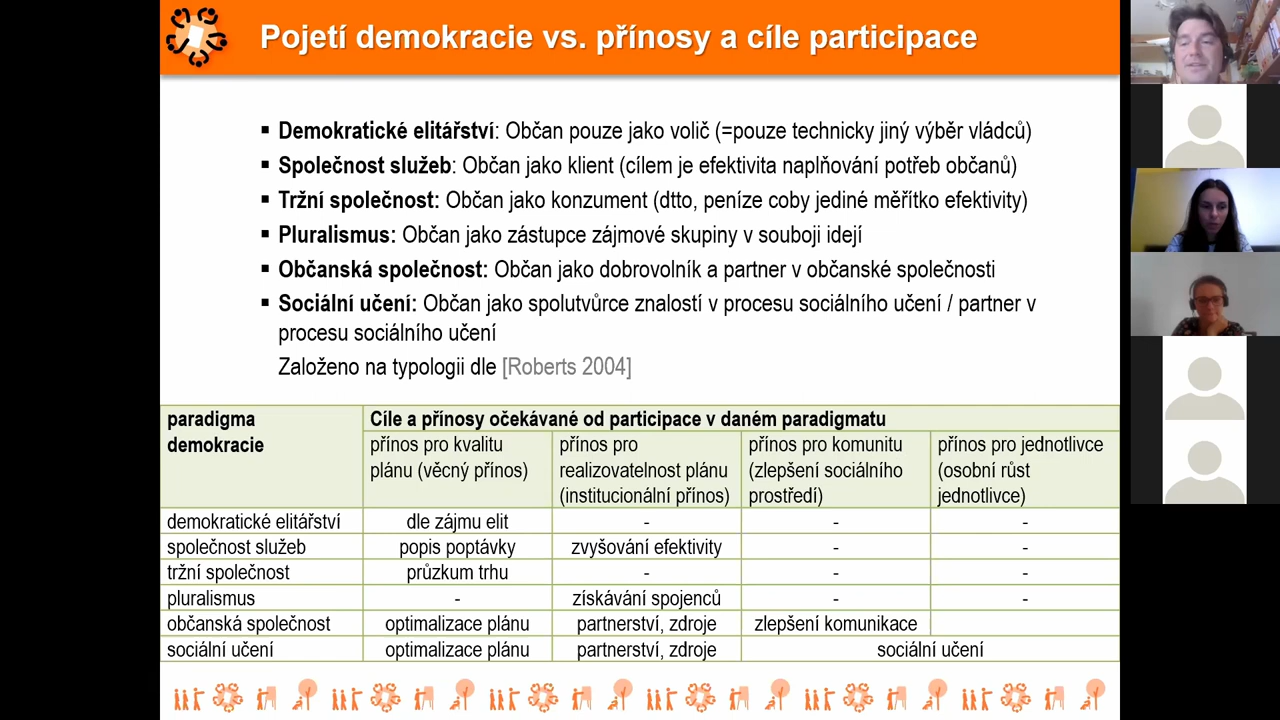 Pojetí demokracie vs. přínosy a cíle participace
▪ Demokratické elitářství: Občan pouze jako volič (=pouze technicky jiný výběr vládců)
▪ Společnost služeb: Občan jako klient (cílem je efektivita naplňování potřeb občanů)
▪ Tržní společnost: Občan jako konzument (dtto, peníze coby jediné měřítko efektivity)
▪ Pluralismus: Občan jako zástupce zájmové skupiny v souboji idejí
▪ Občanská společnost: Občan jako dobrovolník a partner v občanské společnosti
▪ Sociální učení: Občan jako spolutvůrce znalostí v procesu sociálního učení / partner v
procesu sociálního učení
Založeno na typologii dle [Roberts 2004]
paradigma
demokracie
Cíle a přínosy očekávané od participace v daném paradigmatu
přínos pro kvalitu
plánu (věcný přínos)
přínos pro
realizovatelnost plánu
(institucionální přínos)
přínos pro komunitu
(zlepšení sociálního
prostředí)
přínos pro jednotlivce
(osobní růst
jednotlivce)
demokratické elitářství dle zájmu elit - - -
společnost služeb popis poptávky zvyšování efektivity - -
tržní společnost průzkum trhu - - -
pluralismus - získávání spojenců - -
občanská společnost optimalizace plánu partnerství, zdroje zlepšení komunikace
sociální učení optimalizace plánu partnerství, zdroje sociální učení